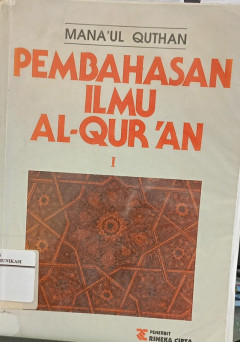 MANA'UL QUTHAN
PEMBAHASAN
ILMU
AL-QUR'AN
I
PENERBIT
RINEKA CIPTA